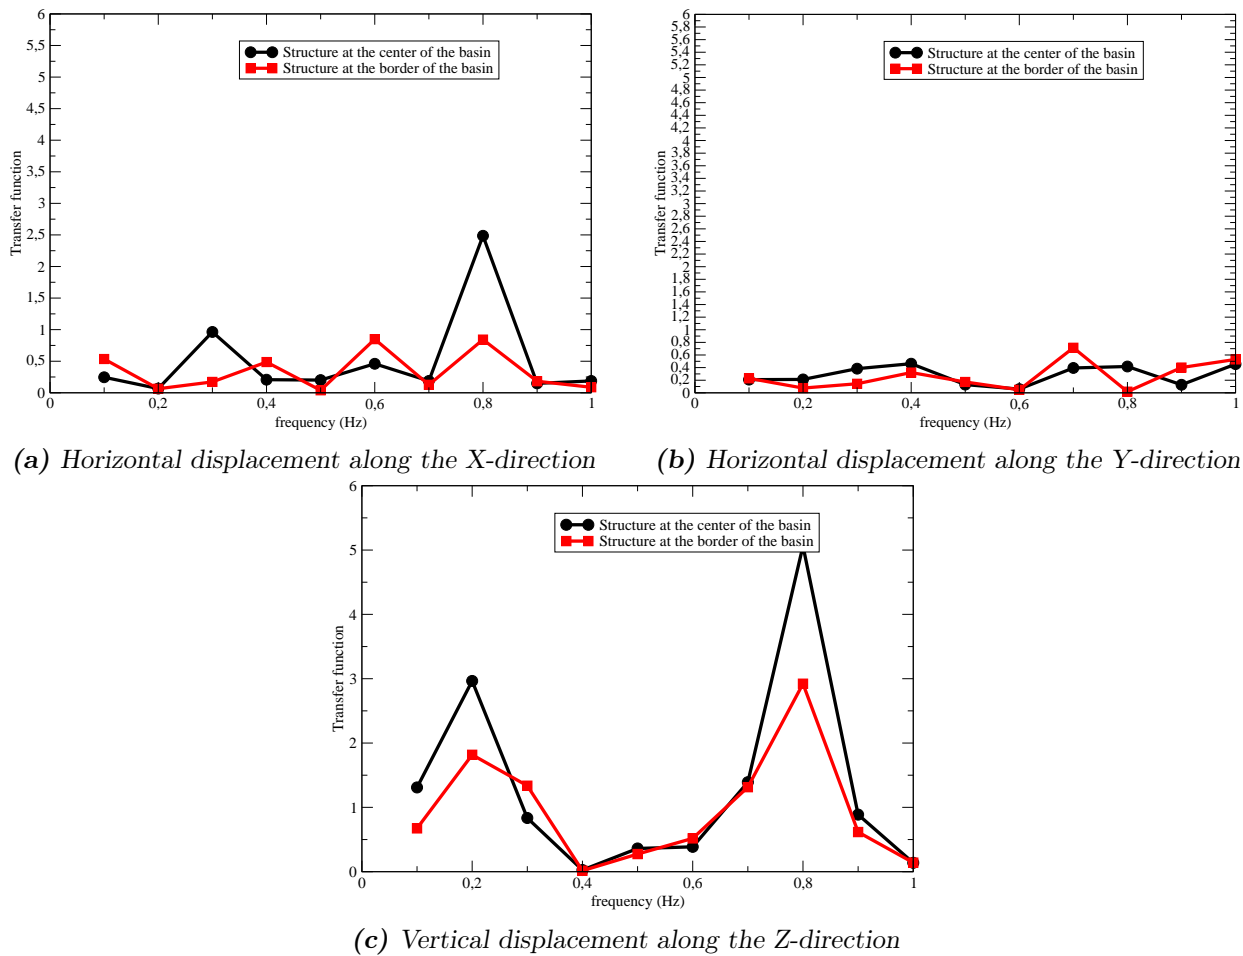 6
5,5
5
4,5
4
3,5
3
2,5
2
1,5
1
0,5
0
Transfer function
Structure at the center of the basin
Structure at the border of the basin
0 0,2 0,4 0,6 0,8 1
frequency (Hz)
(a) Horizontal displacement along the X-direction
6
5,8
5,6
5,4
5,2
5
4,8
4,6
4,4
4,2
4
3,8
3,6
3,4
3,2
3
2,8
2,6
2,4
2,2
2
1,8
1,6
1,4
1,2
1
0,8
0,6
0,4
0,2
0
Transfer function
Structure at the center of the basin
Structure at the border of the basin
0 0,2 0,4 0,6 0,8 1
frequency (Hz)
(b) Horizontal displacement along the Y-direction
6
5
4
3
2
1
0
Transfer function
Structure at the center of the basin
Structure at the border of the basin
0 0,2 0,4 0,6 0,8 1
frequency (Hz)
(c) Vertical displacement along the Z-direction